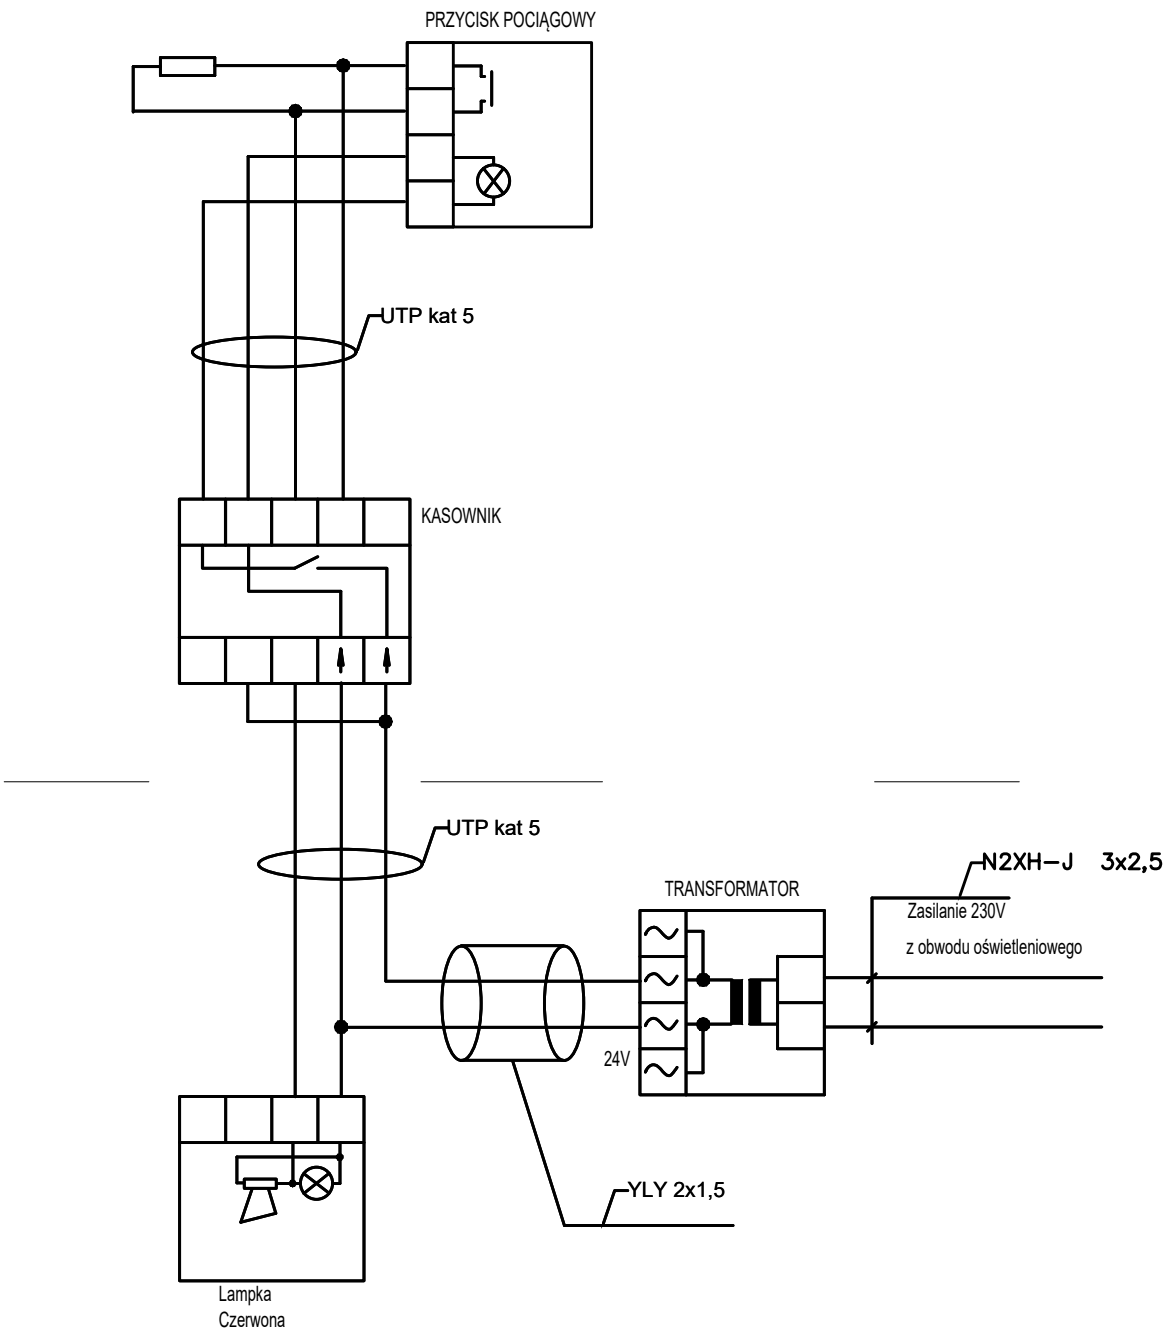 PRZYCISK POCIĄGOWY
UTP kat 5
KASOWNIK
UTP kat 5
N2XH-J 3x2,5
TRANSFORMATOR
Zasilanie 230V
z obwodu oświetleniowego
24V
YLY 2x1,5
Lampka
Czerwona